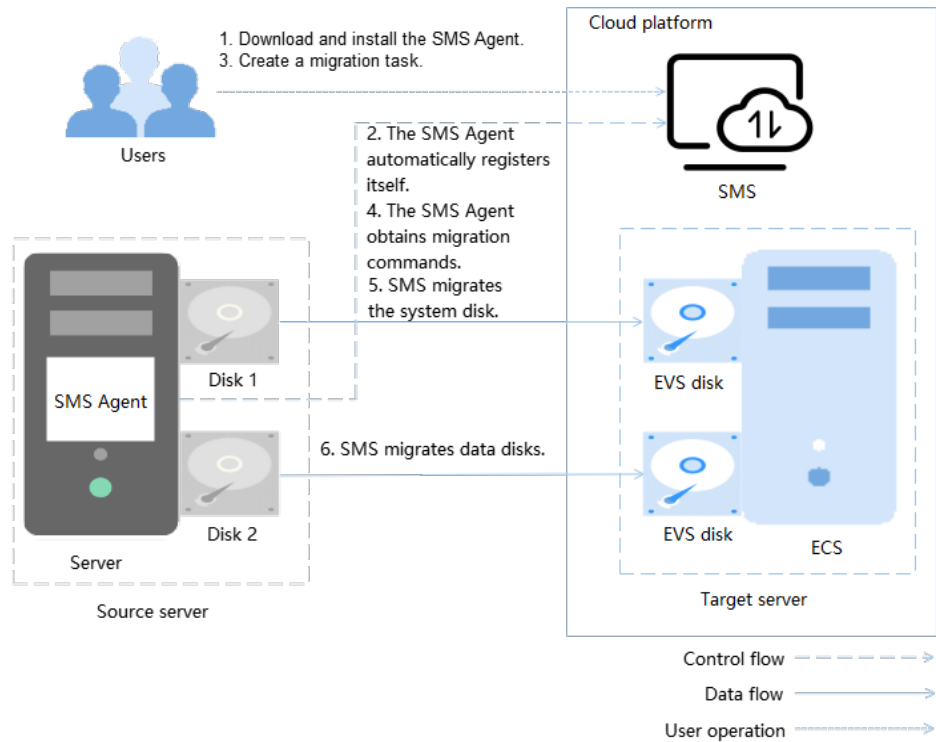 Cloud platform
1. Download and install the SMS Agent.
3. Create a migration task.
Users
SMS
2. The SMS Agent
automatically registers
itself.
4. The SMS Agent
obtains migration
commands.
5. SMS migrates
the system disk.
SMS Agent
Disk 1
EVS disk
6. SMS migrates data disks.
Disk 2
EVS disk
Server
ECS
Source server
Target server
Control flow
Data flow
User operation